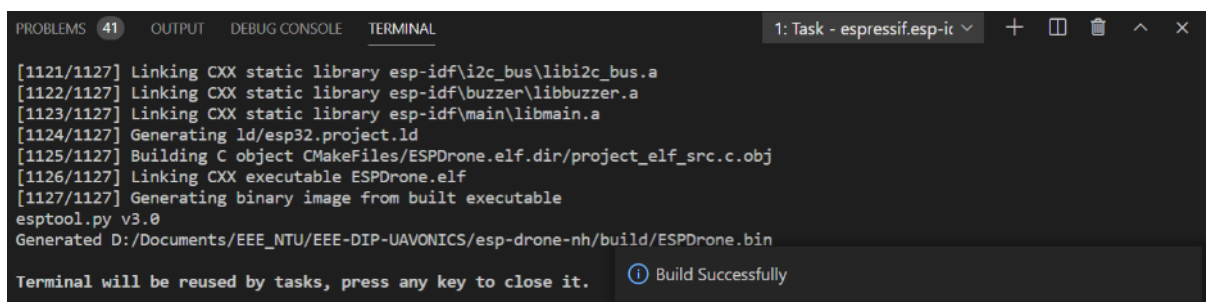 PROBLEMS 41 OUTPUT DEBUG CONSOLE TERMINAL 1: Task - espressif.esp-ic
[1121/1127] Linking CXX static library esp-idf\i2c_bus\libi2c_bus.a
[1122/1127] Linking CXX static library esp-idf\buzzer\libbuzzer.a
[1123/1127] Linking CXX static library esp-idf\main\libmain.a
[1124/1127] Generating ld/esp32.project.ld
[1125/1127] Building C object CMakeFiles/ESPDrone.elf.dir/project_elf_src.c.obj
[1126/1127] Linking CXX executable ESPDrone.elf
[1127/1127] Generating binary image from built executable
esptool.py v3.0
Generated D:/Documents/EEE_NTU/EEE-DIP-UAVONICS/esp-drone-nh/build/ESPDrone.bin
Terminal will be reused by tasks, press any key to close it.
Build Successfully